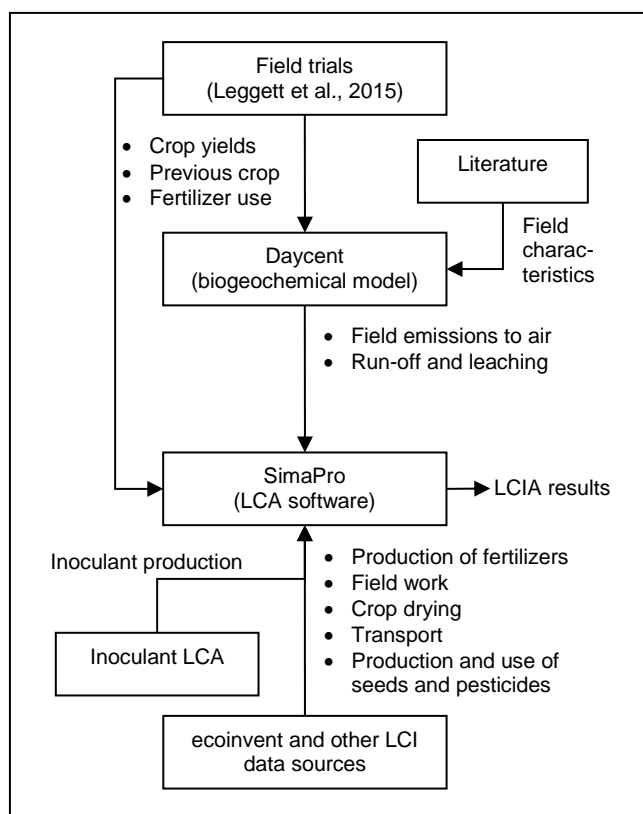 Field trials
(Leggett et al., 2015)
• Crop yields
• Previous crop
• Fertilizer use
Literature
Field
charac-
teristics
Daycent
(biogeochemical model)
• Field emissions to air
• Run-off and leaching
SimaPro
(LCA software)
LCIA results
Inoculant production
• Production of fertilizers
• Field work
• Crop drying
• Transport
• Production and use of
seeds and pesticides
Inoculant LCA
ecoinvent and other LCI
data sources